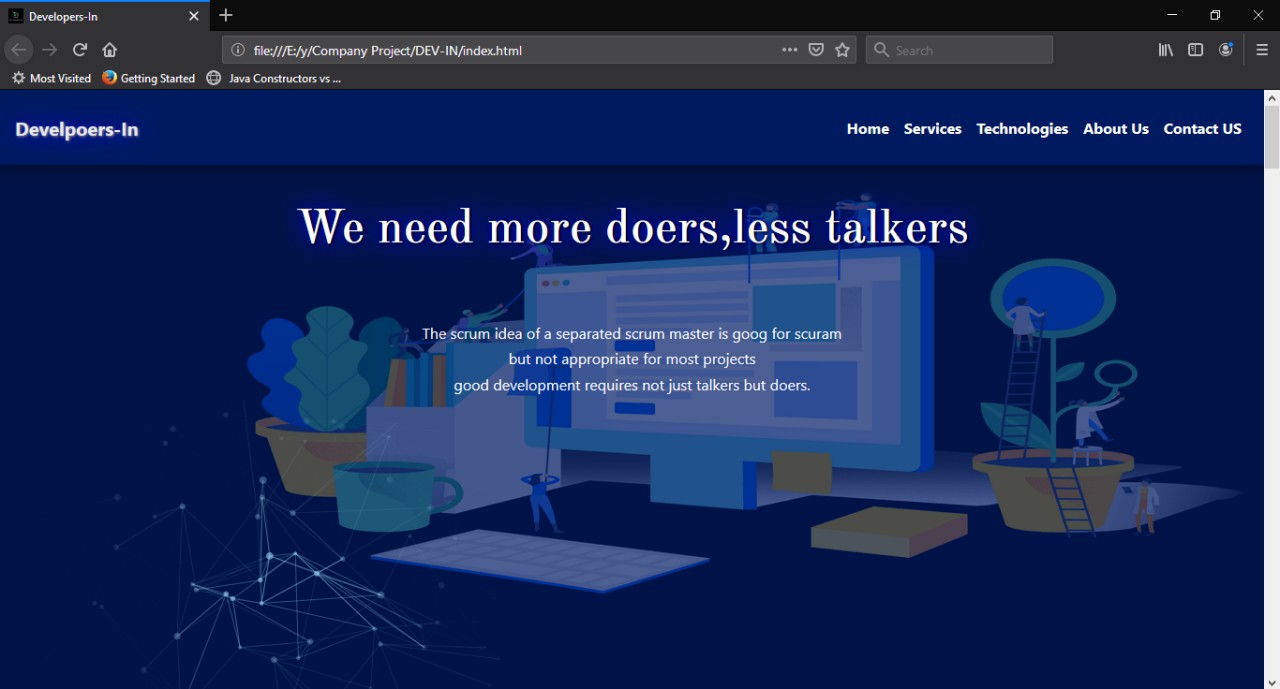 Developers-In
file:///E:/y/Company Project/DEV-IN/index.html
Search
Most Visited Getting Started Java Constructors vs ...
Develpoers-In
Home Services Technologies About Us Contact US
We need more doers,less talkers
The scrum idea of a separated scrum master is goog for scuram
but not appropriate for most projects
good development requires not just talkers but doers.